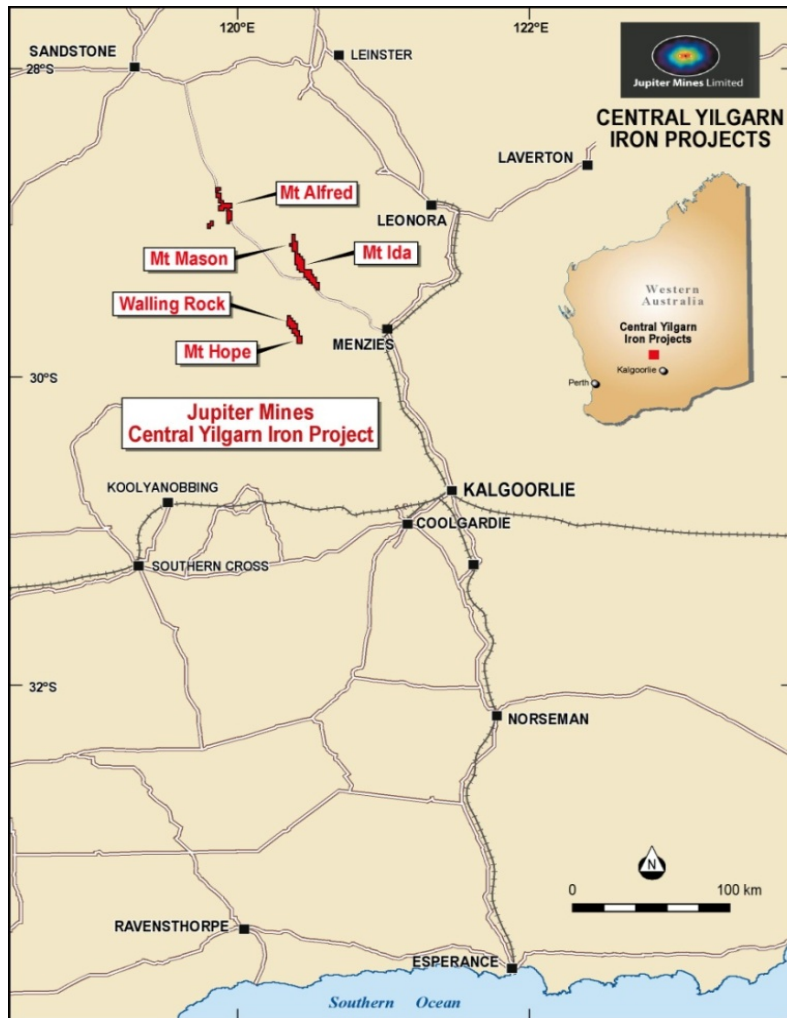 120°E
122°E
SANDSTONE
LEINSTER
28°S
Jupiter Mines Limited
CENTRAL YILGARN
IRON PROJECTS
LAVERTON
Mt Alfred
LEONORA
Mt Mason
Mt Ida
Walling Rock
MENZIES
Mt Hope
Western
Australia
Central Yilgarn
Iron Projects
Kalgoorlie
Perth
30°S
Jupiter Mines
Central Yilgarn Iron Project
KOOLYANOBBING
KALGOORLIE
COOLGARDIE
SOUTHERN CROSS
32°S
NORSEMAN
N
0
100 km
RAVENSTHORPE
ESPERANCE
Southern Ocean